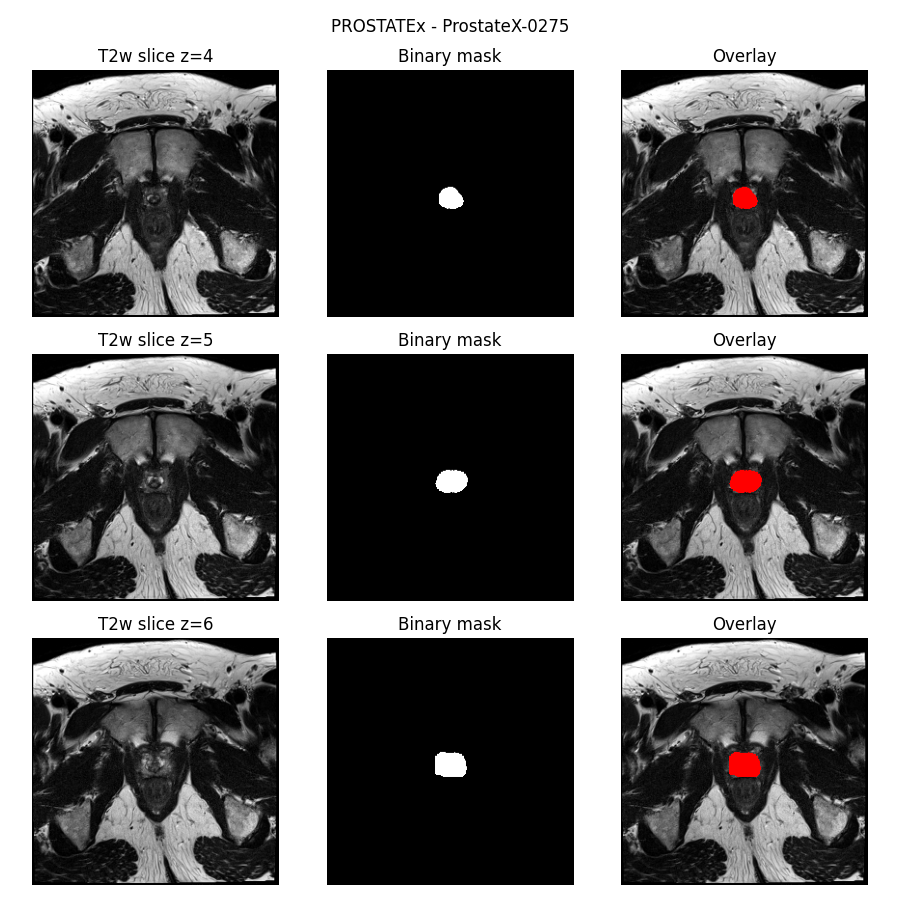 PROSTATEx - ProstateX-0275
T2w slice z=4
Binary mask
Overlay
T2w slice z=5
Binary mask
Overlay
T2w slice z=6
Binary mask
Overlay